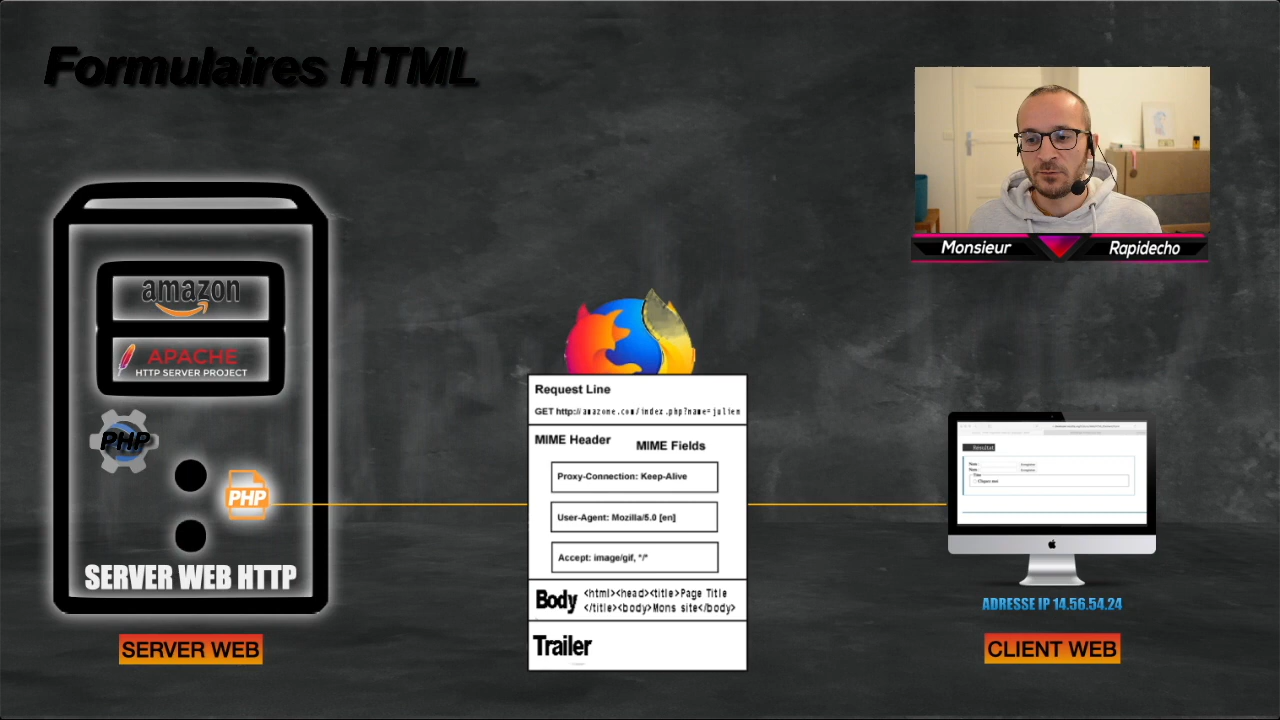 Formulaires HTML
Monsieur
Rapidecho
amazon
APACHE
HTTP SERVER PROJECT
PHP
PHP
SERVER WEB HTTP
SERVER WEB
Request Line
GET http://amazone.com/index.php?name=julien
MIME Header
MIME Fields
Proxy-Connection: Keep-Alive
User-Agent: Mozilla/5.0 [en]
Accept: image/gif, */*
Body
<html><head><title>Page Title
</title><body>Mons site</body>
Trailer
Resultat
ADRESSE IP 14.56.54.24
CLIENT WEB